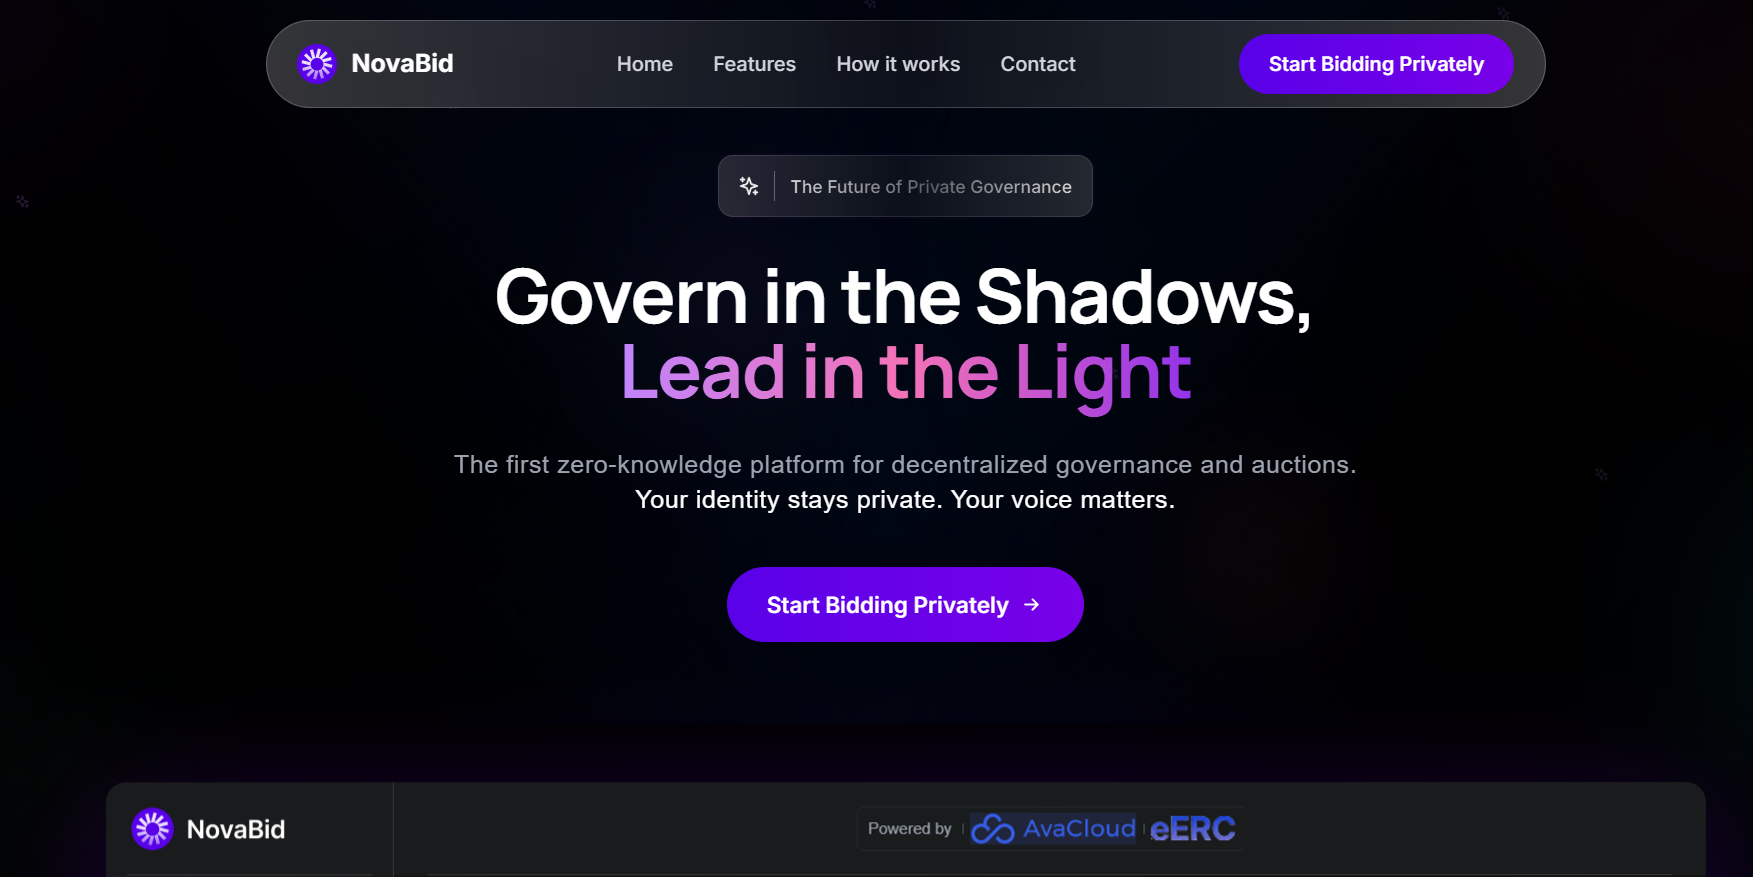 NovaBid
Home
Features
How it works
Contact
Start Bidding Privately
The Future of Private Governance
Govern in the Shadows,
Lead in the Light
The first zero-knowledge platform for decentralized governance and auctions.
Your identity stays private. Your voice matters.
Start Bidding Privately
NovaBid
Powered by
AvaCloud
eERC